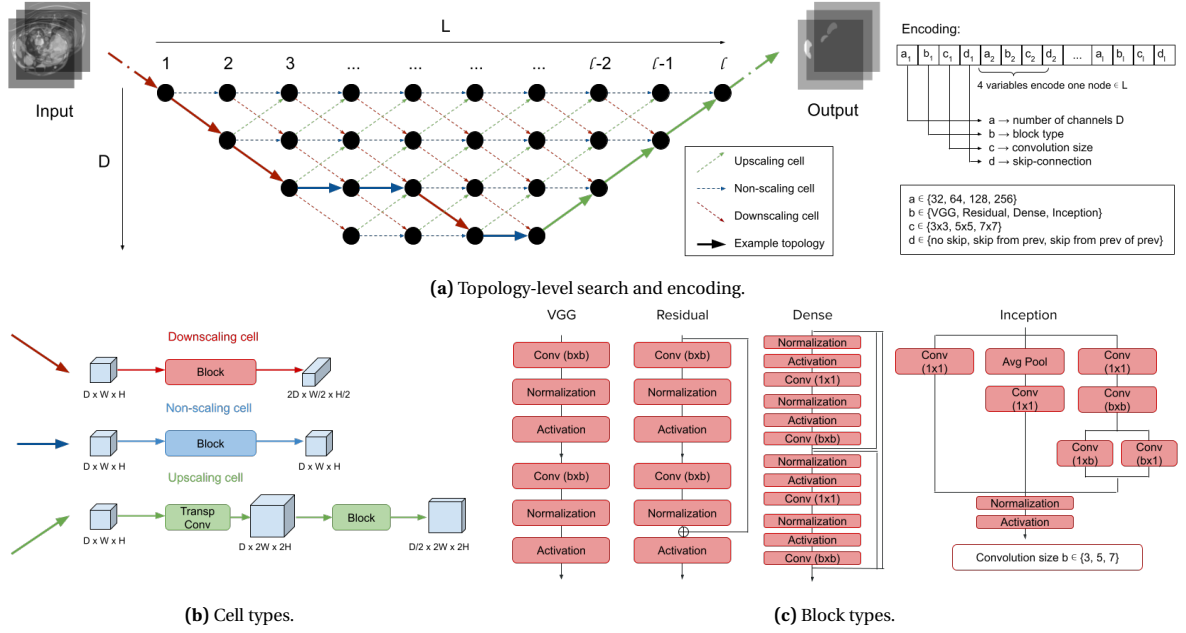 Input
L
1 2 3 ... ... ... ... ℓ-2 ℓ-1 ℓ
D
Output
Upscaling cell
Non-scaling cell
Downscaling cell
Example topology
Encoding:
a1 b1 c1 d1 a2 b2 c2 d2 ... al bl cl dl
4 variables encode one node ∈ L
a → number of channels D
b → block type
c → convolution size
d → skip-connection
a ∈ {32, 64, 128, 256}
b ∈ {VGG, Residual, Dense, Inception}
c ∈ {3x3, 5x5, 7x7}
d ∈ {no skip, skip from prev, skip from prev of prev}
(a) Topology-level search and encoding.
Downscaling cell
Block
D x W x H
2D x W/2 x H/2
Non-scaling cell
Block
D x W x H
D x W x H
Upscaling cell
Transp
Conv
Block
D x W x H
D x 2W x 2H
D/2 x 2W x 2H
(b) Cell types.
VGG
Conv (bxb)
Normalization
Activation
Conv (bxb)
Normalization
Activation
Residual
Conv (bxb)
Normalization
Activation
Conv (bxb)
Normalization
Activation
Dense
Normalization
Activation
Conv (1x1)
Normalization
Activation
Conv (bxb)
Normalization
Activation
Conv (1x1)
Normalization
Activation
Conv (bxb)
Inception
Conv
(1x1)
Avg Pool
Conv
(1x1)
Conv
(1x1)
Conv
(bxb)
Conv
(1xb)
Conv
(bx1)
Normalization
Activation
Convolution size b ∈ {3, 5, 7}
(c) Block types.